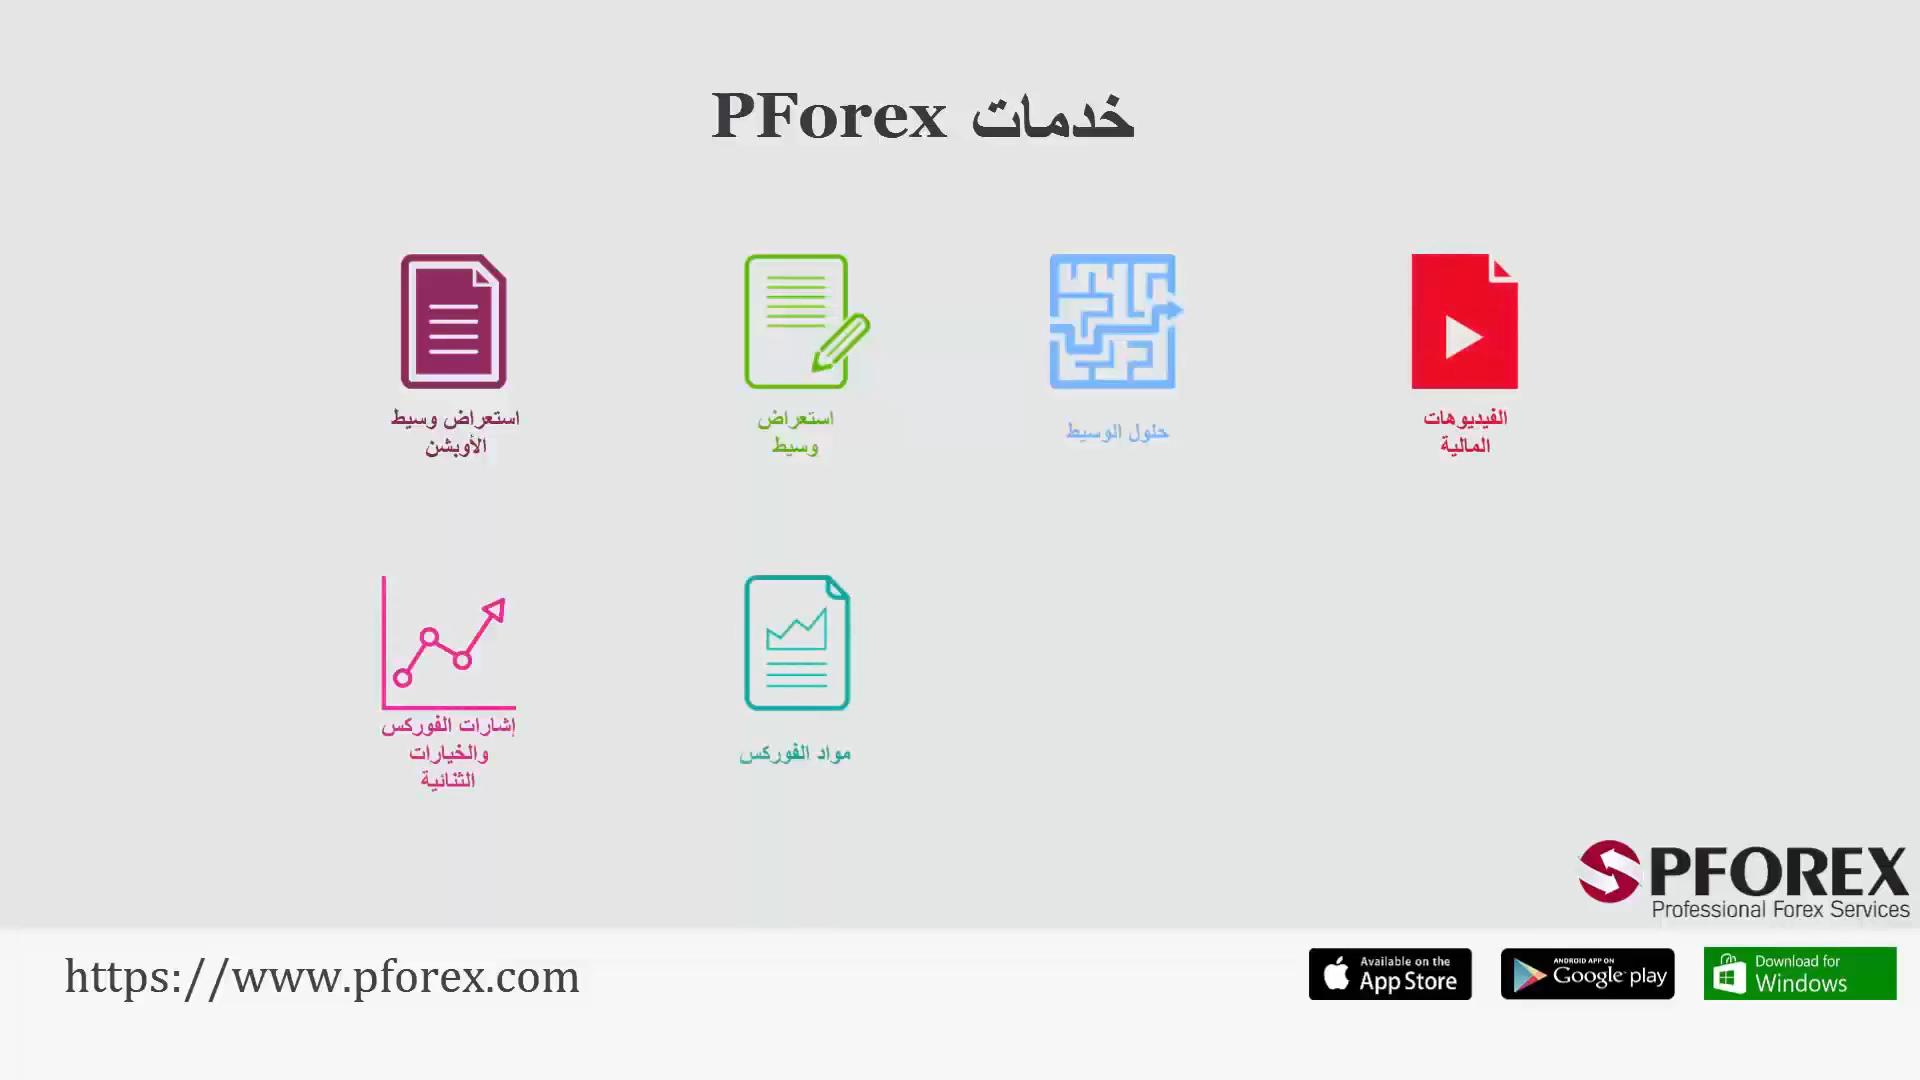 خدمات PForex
الفيديوهات
المالية
حلول الوسيط
استعراض
وسيط
استعراض وسيط
الأوبشن
مواد الفوركس
إشارات الفوركس
والخيارات
الثنائية
PFOREX
Professional Forex Services
https://www.pforex.com
Available on the
App Store
ANDROID APP ON
Google play
Download for
Windows